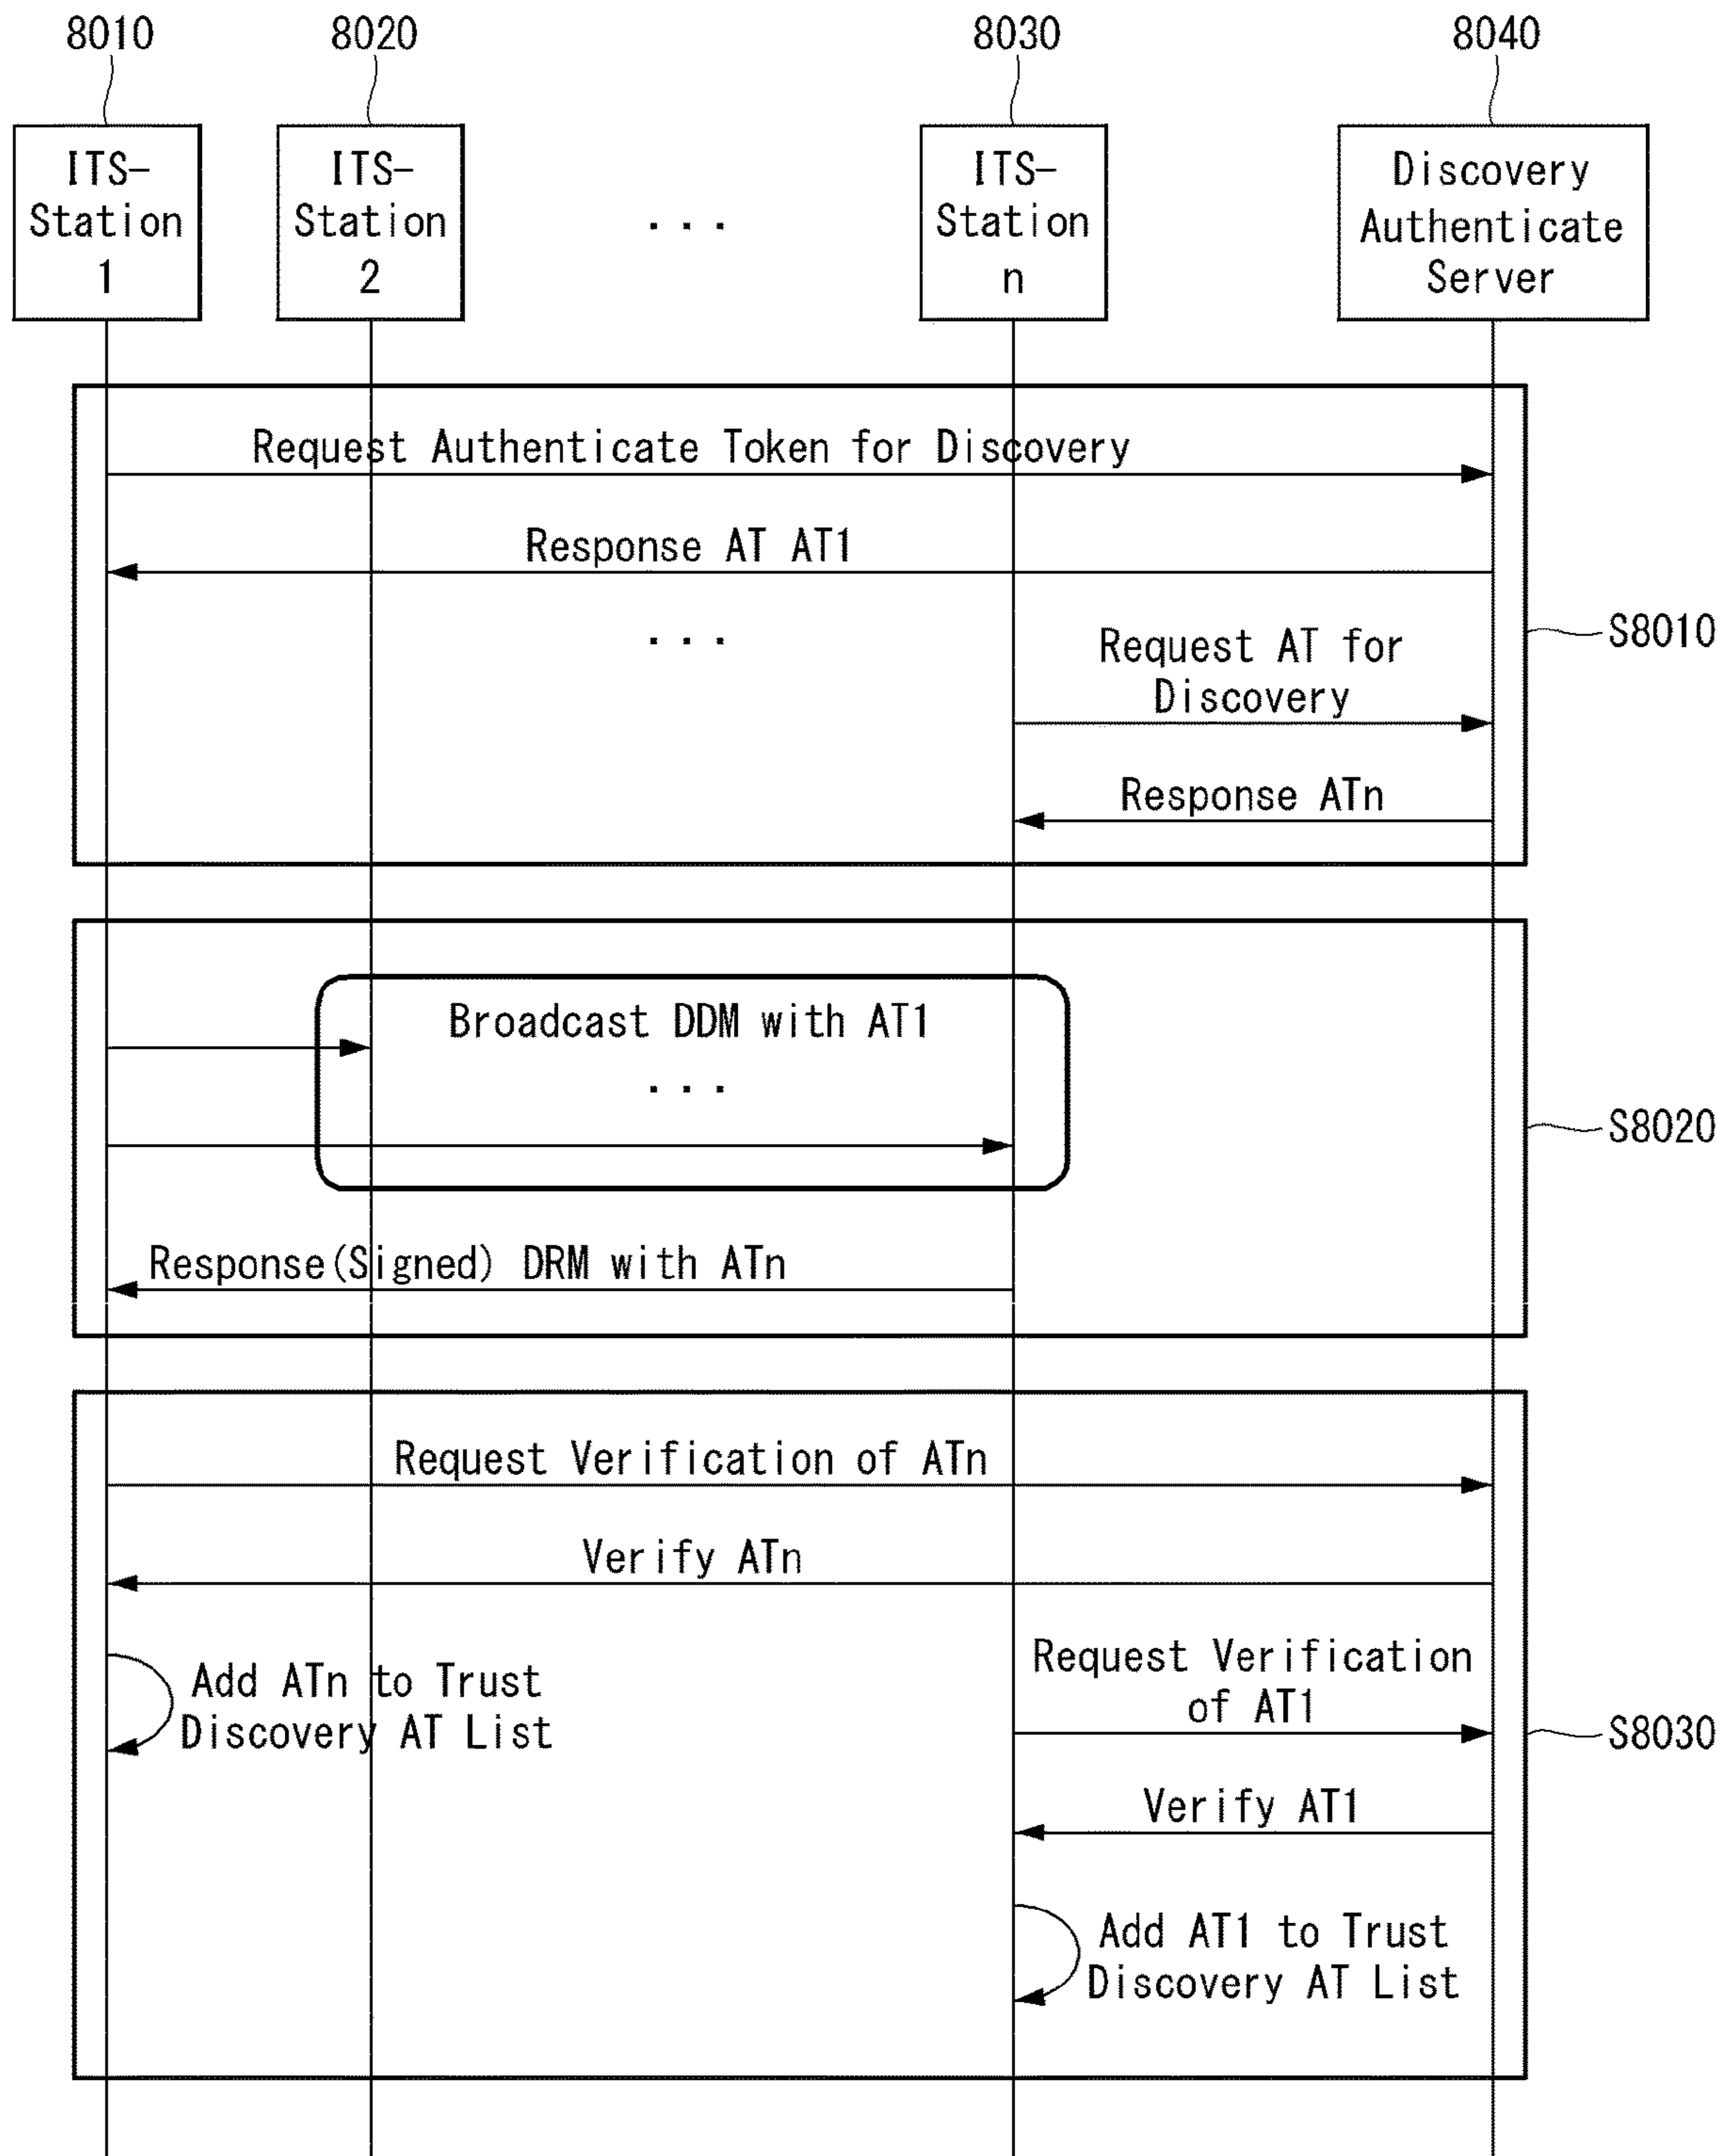 8010
8020
8030
8040
ITS-
Station
1
ITS-
Station
2
...
ITS-
Station
n
Discovery
Authenticate
Server
Request Authenticate Token for Discovery
Response AT AT1
...
Request AT for
Discovery
Response ATn
S8010
Broadcast DDM with AT1
...
Response(Signed) DRM with ATn
S8020
Request Verification of ATn
Verify ATn
Add ATn to Trust
Discovery AT List
Request Verification
of AT1
S8030
Verify AT1
Add AT1 to Trust
Discovery AT List